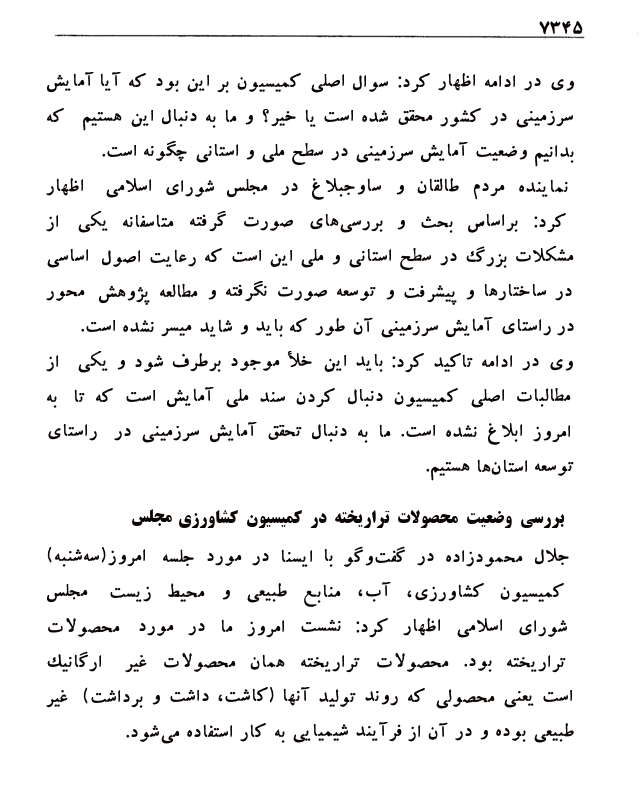 ۷۳۴۵
وی در ادامه اظهار کرد: سوال اصلی کمیسیون بر این بود که آیا آمایش
سرزمینی در کشور محقق شده است یا خیر؟ و ما به دنبال این هستیم که
بدانیم وضعیت آمایش سرزمینی در سطح ملی و استانی چگونه است.
نماینده مردم طالقان و ساوجبلاغ در مجلس شورای اسلامی اظهار
کرد: براساس بحث و بررسی‌های صورت گرفته متاسفانه یکی از
مشکلات بزرگ در سطح استانی و ملی این است که رعایت اصول اساسی
در ساختارها و پیشرفت و توسعه صورت نگرفته و مطالعه پژوهش محور
در راستای آمایش سرزمینی آن طور که باید و شاید میسر نشده است.
وی در ادامه تاکید کرد: باید این خلأ موجود برطرف شود و یکی از
مطالبات اصلی کمیسیون دنبال کردن سند ملی آمایش است که تا به
امروز ابلاغ نشده است. ما به دنبال تحقق آمایش سرزمینی در راستای
توسعه استان‌ها هستیم.
بررسی وضعیت محصولات تراریخته در کمیسیون کشاورزی مجلس
جلال محمودزاده در گفت‌وگو با ایسنا در مورد جلسه امروز(سه‌شنبه)
کمیسیون کشاورزی، آب، منابع طبیعی و محیط زیست مجلس
شورای اسلامی اظهار کرد: نشست امروز ما در مورد محصولات
تراریخته بود. محصولات تراریخته همان محصولات غیر ارگانیك
است یعنی محصولی که روند تولید آنها (کاشت، داشت و برداشت) غیر
طبیعی بوده و در آن از فرآیند شیمیایی به کار استفاده می‌شود.